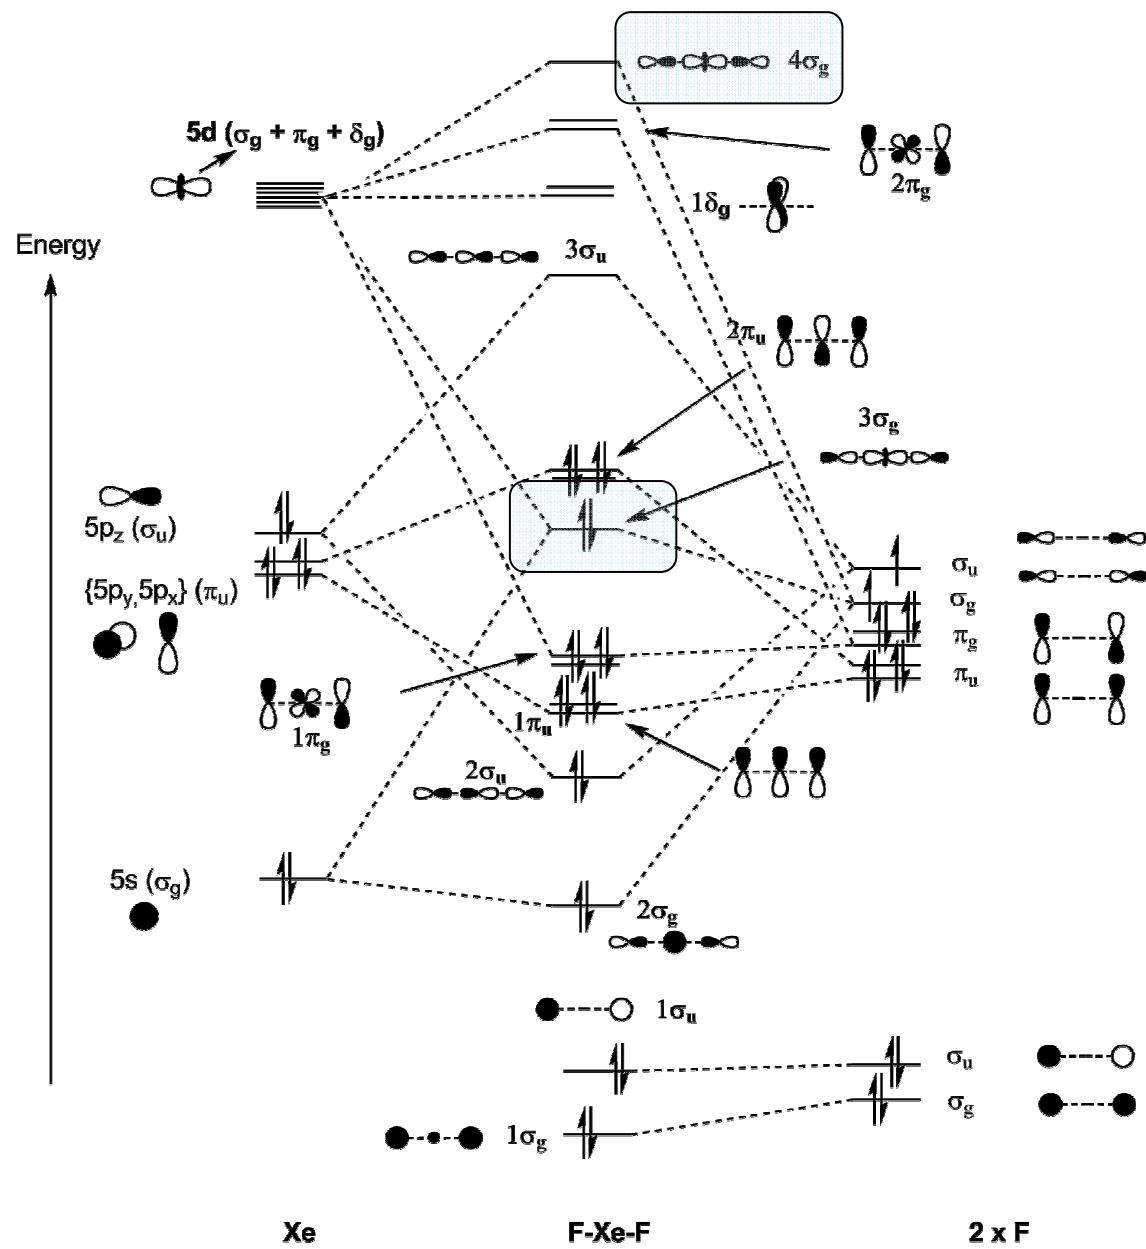 4σg
5d (σg + πg + δg)
2πg
1δg
Energy
3σu
2πu
3σg
5pz (σu)
{5py,5px} (πu)
σu
σg
πg
πu
1πg
1πu
2σu
5s (σg)
2σg
1σu
σu
σg
1σg
Xe
F-Xe-F
2 x F